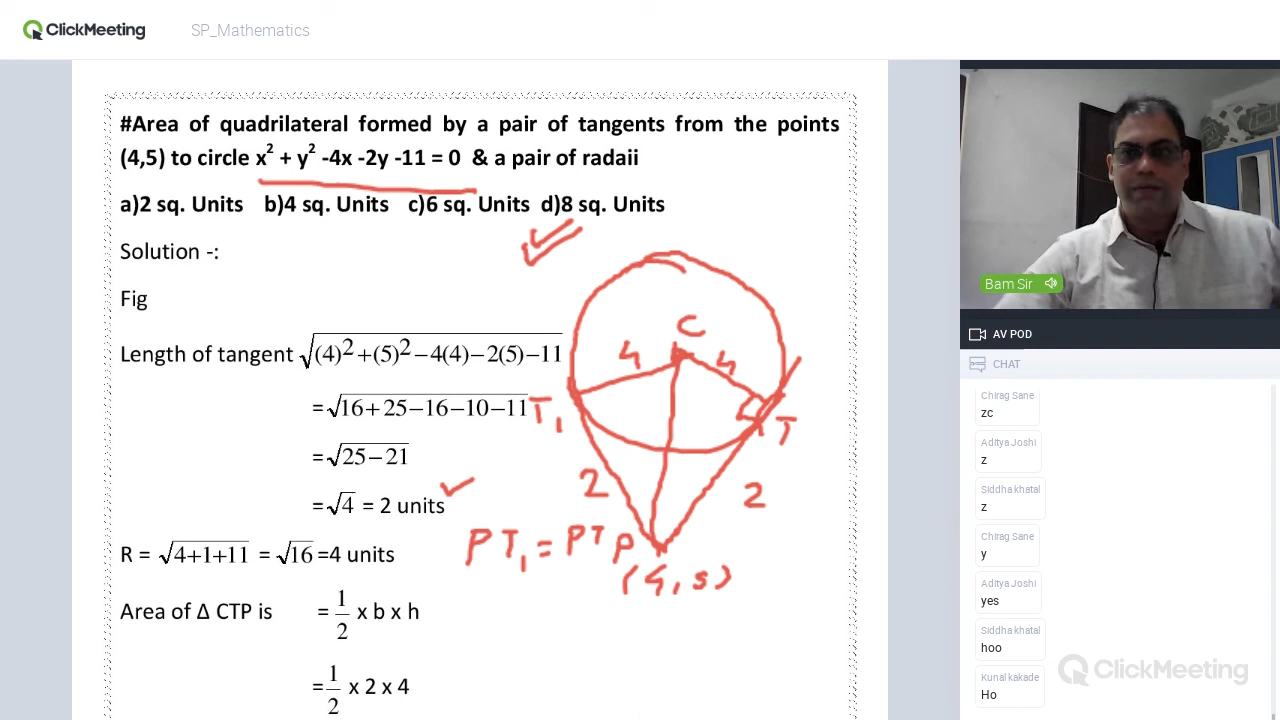 ClickMeeting SP_Mathematics
#Area of quadrilateral formed by a pair of tangents from the points
(4,5) to circle x² + y² -4x -2y -11 = 0 & a pair of radaii
a)2 sq. Units b)4 sq. Units c)6 sq. Units d)8 sq. Units
Solution -:
Fig
Length of tangent √(4)2+(5)2−4(4)−2(5)−11
=√16+25−16−10−11
=√25−21
=√4 = 2 units
R = √4+1+11 = √16 =4 units
Area of Δ CTP is = 1/2 x b x h
=1/2 x 2 x 4
C
4 4
T1 T
2 2
PT1 = PT P
(4,5)
Bam Sir
AV POD
CHAT
Chirag Sane
zc
Aditya Joshi
z
Siddha khatal
z
Chirag Sane
y
Aditya Joshi
yes
Siddha khatal
hoo
Kunal kakade
Ho
ClickMeeting